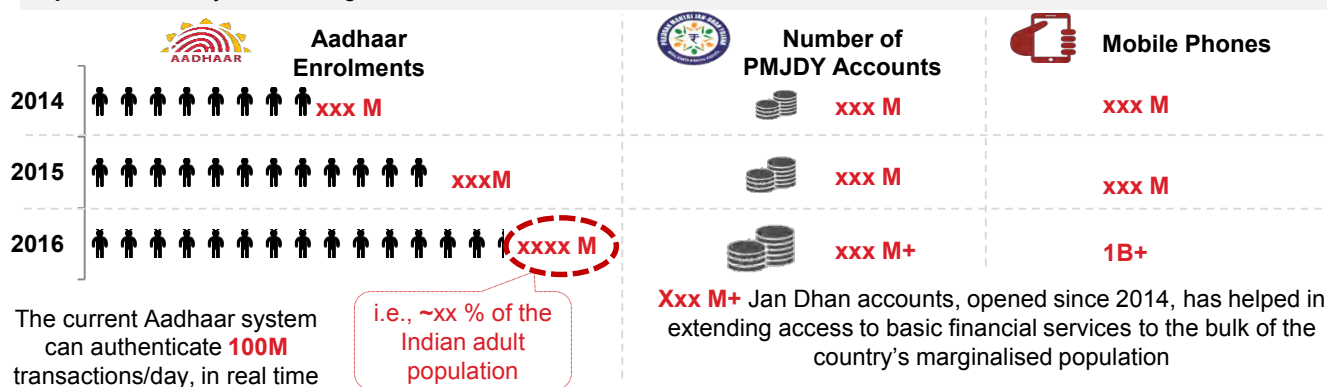 AADHAAR
Aadhaar
Enrolments
Number of
PMJDY Accounts
Mobile Phones
2014
xxx M
xxx M
xxx M
2015
xxxM
xxx M
xxx M
2016
xxxx M
xxx M+
1B+
The current Aadhaar system
can authenticate 100M
transactions/day, in real time
i.e., ~xx % of the
Indian adult
population
Xxx M+ Jan Dhan accounts, opened since 2014, has helped in
extending access to basic financial services to the bulk of the
country's marginalised population